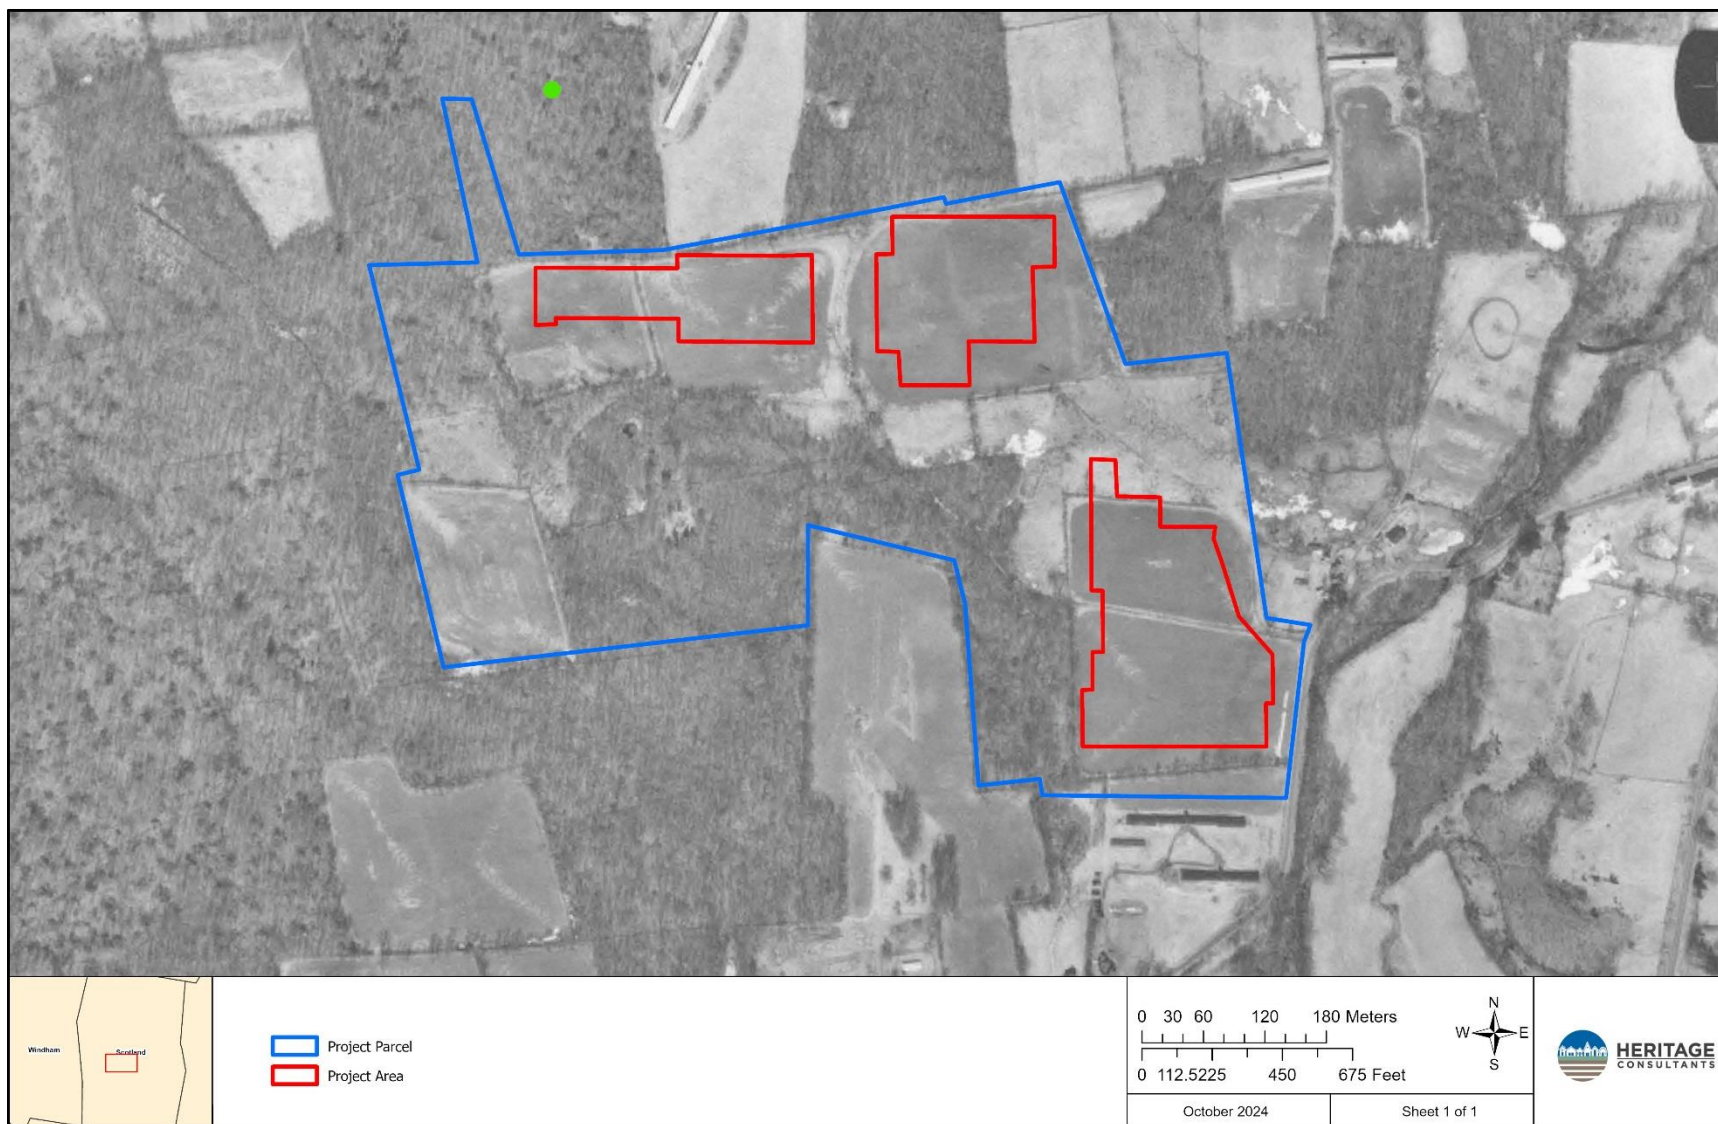 Windham
Scotland
Project Parcel
Project Area
0 30 60 120 180 Meters
0 112.5225 450 675 Feet
October 2024
Sheet 1 of 1
N
W E
S
HERITAGE
CONSULTANTS